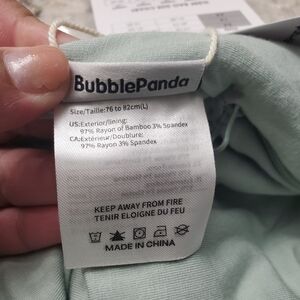 BubblePanda
Size/Taille:76 to 82cm(L)
US:Exterior/lining:
97% Rayon of Bamboo 3% Spandex
CA:Extérieur/Doublure:
97% Rayon 3% Spandex
KEEP AWAY FROM FIRE
TENIR ELOIGNE DU FEU
MADE IN CHINA